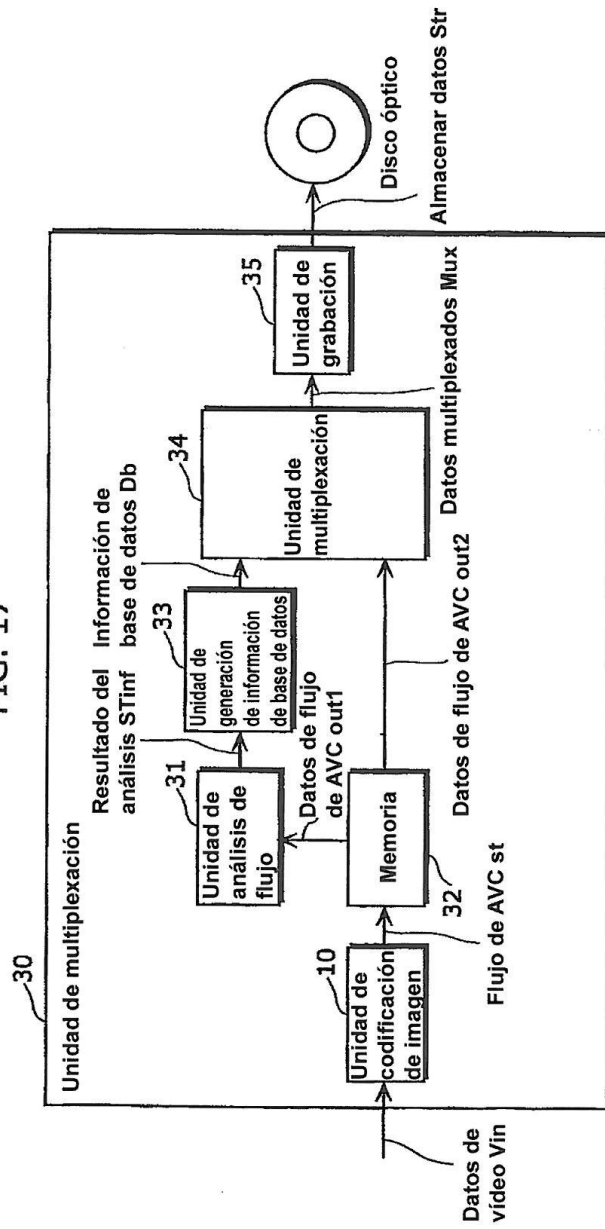 FIG. 17
30
Unidad de multiplexación
Resultado del
análisis STinf
Información de
base de datos Db
31
Unidad de
análisis de
flujo
33
Unidad de
generación
de información
de base de datos
34
Unidad de
multiplexación
35
Unidad de
grabación
Disco óptico
Almacenar datos Str
Datos de flujo
de AVC out1
10
Unidad de
codificación
de imagen
Memoria
32
Datos de
vídeo Vin
Flujo de AVC st
Datos de flujo de AVC out2
Datos multiplexados Mux